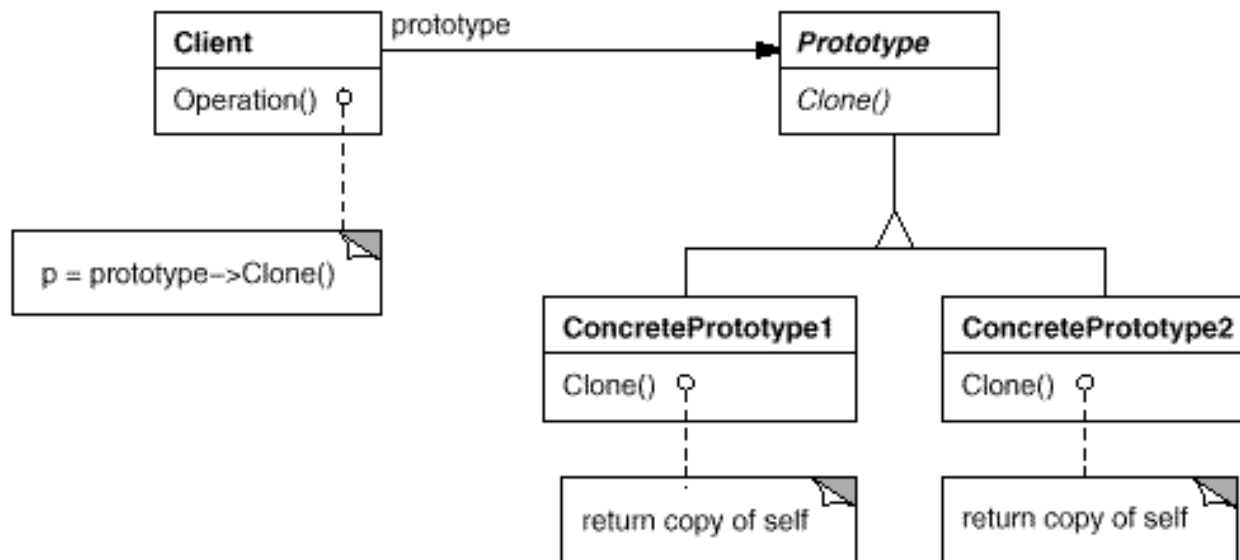 Client
prototype
Prototype
Operation()
Clone()
p = prototype->Clone()
ConcretePrototype1
ConcretePrototype2
Clone()
Clone()
return copy of self
return copy of self